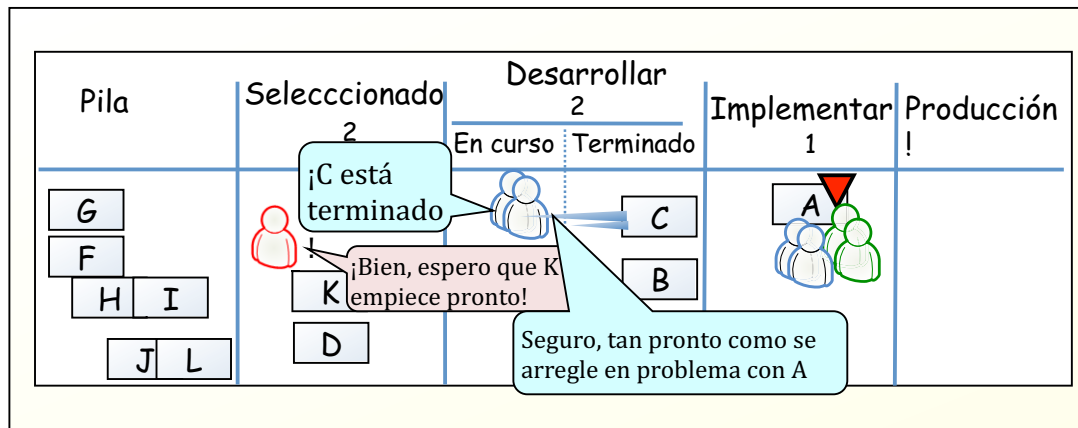 Pila
Selecccionado
2
Desarrollar
2
En curso
Terminado
Implementar
1
Producción
!
¡C está
terminado
!
¡Bien, espero que K
empiece pronto!
Seguro, tan pronto como se
arregle en problema con A
G
F
H
I
J
L
K
D
C
B
A